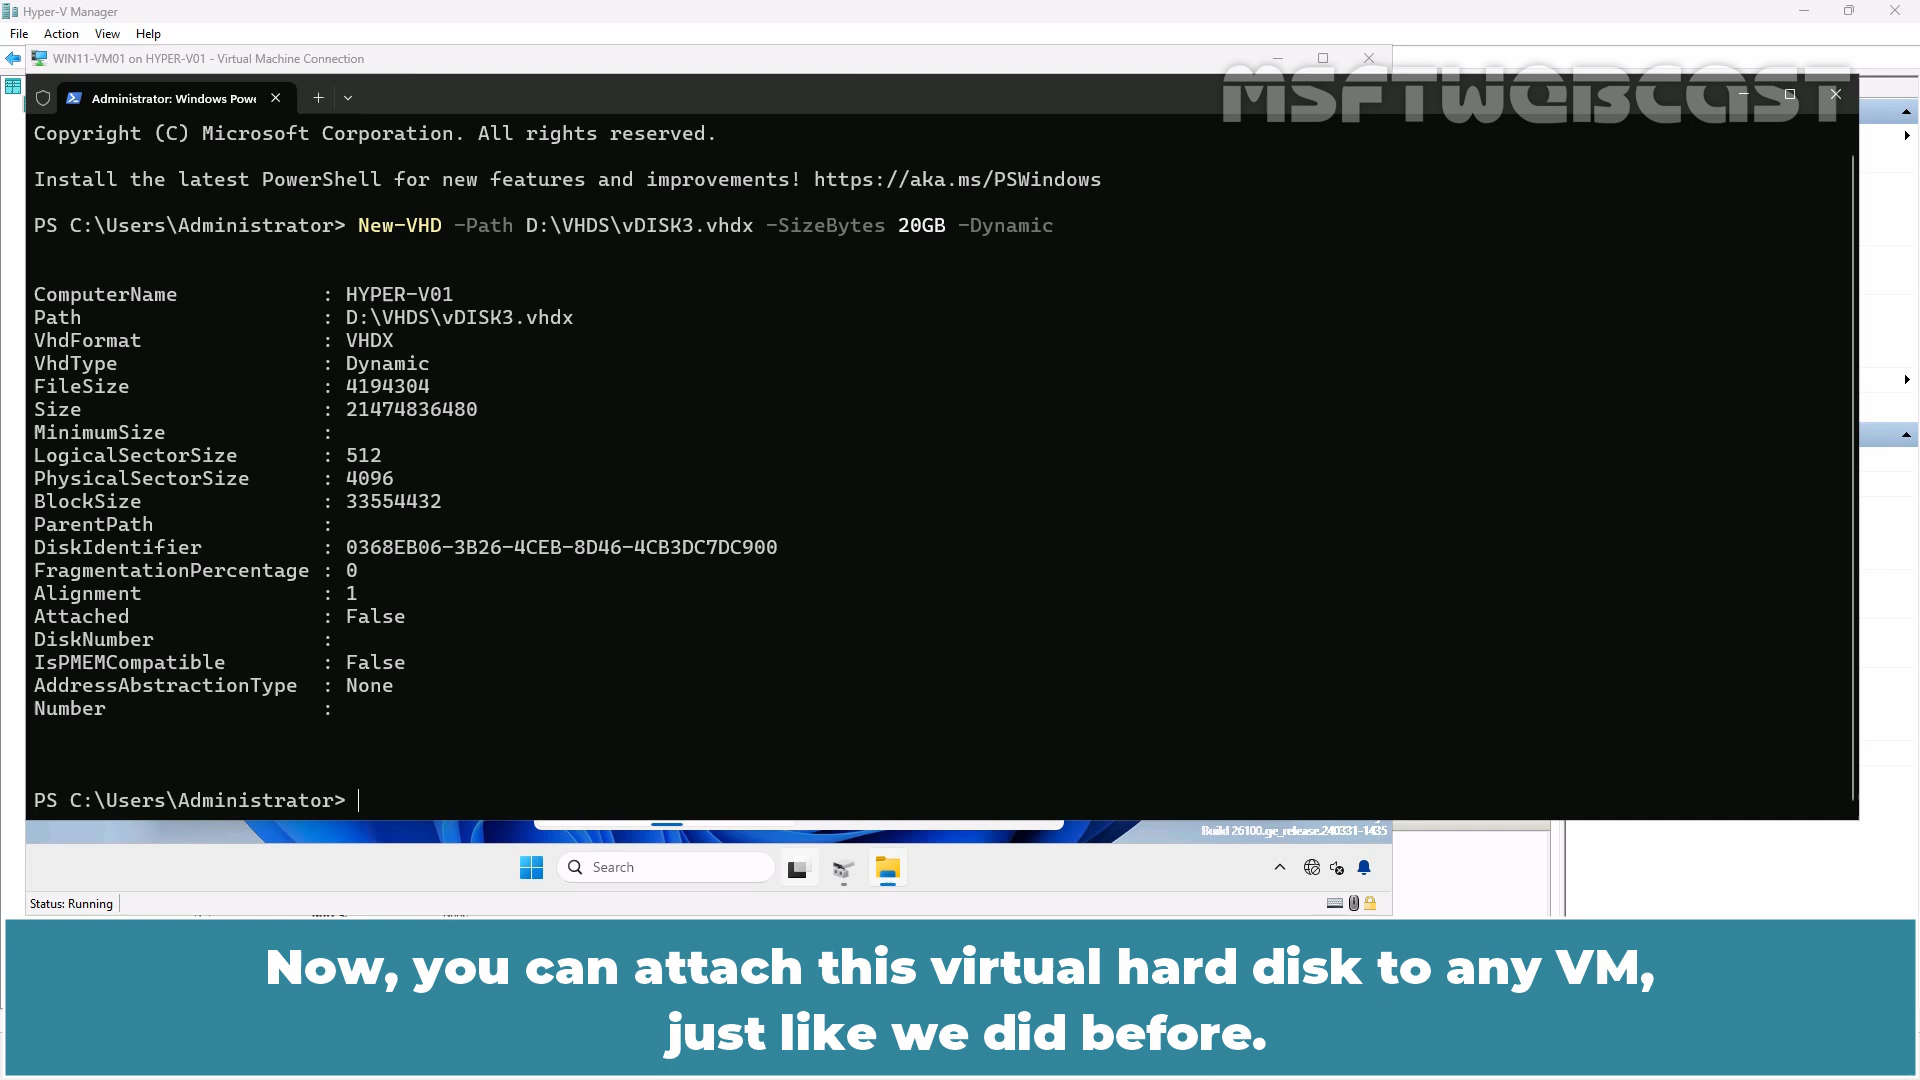 Hyper-V Manager
File Action View Help
WIN11-VM01 on HYPER-V01 - Virtual Machine Connection
MSFTWEBCAST
Administrator: Windows Powe
Copyright (C) Microsoft Corporation. All rights reserved.
Install the latest PowerShell for new features and improvements! https://aka.ms/PSWindows
PS C:\Users\Administrator> New-VHD -Path D:\VHDS\vDISK3.vhdx -SizeBytes 20GB -Dynamic
ComputerName : HYPER-V01
Path : D:\VHDS\vDISK3.vhdx
VhdFormat : VHDX
VhdType : Dynamic
FileSize : 4194304
Size : 21474836480
MinimumSize :
LogicalSectorSize : 512
PhysicalSectorSize : 4096
BlockSize : 33554432
ParentPath :
DiskIdentifier : 0368EB06-3B26-4CEB-8D46-4CB3DC7DC900
FragmentationPercentage : 0
Alignment : 1
Attached : False
DiskNumber :
IsPMEMCompatible : False
AddressAbstractionType : None
Number :
PS C:\Users\Administrator>
Build 26100.ge_release.240331-1435
Search
Status: Running
Now, you can attach this virtual hard disk to any VM,
just like we did before.